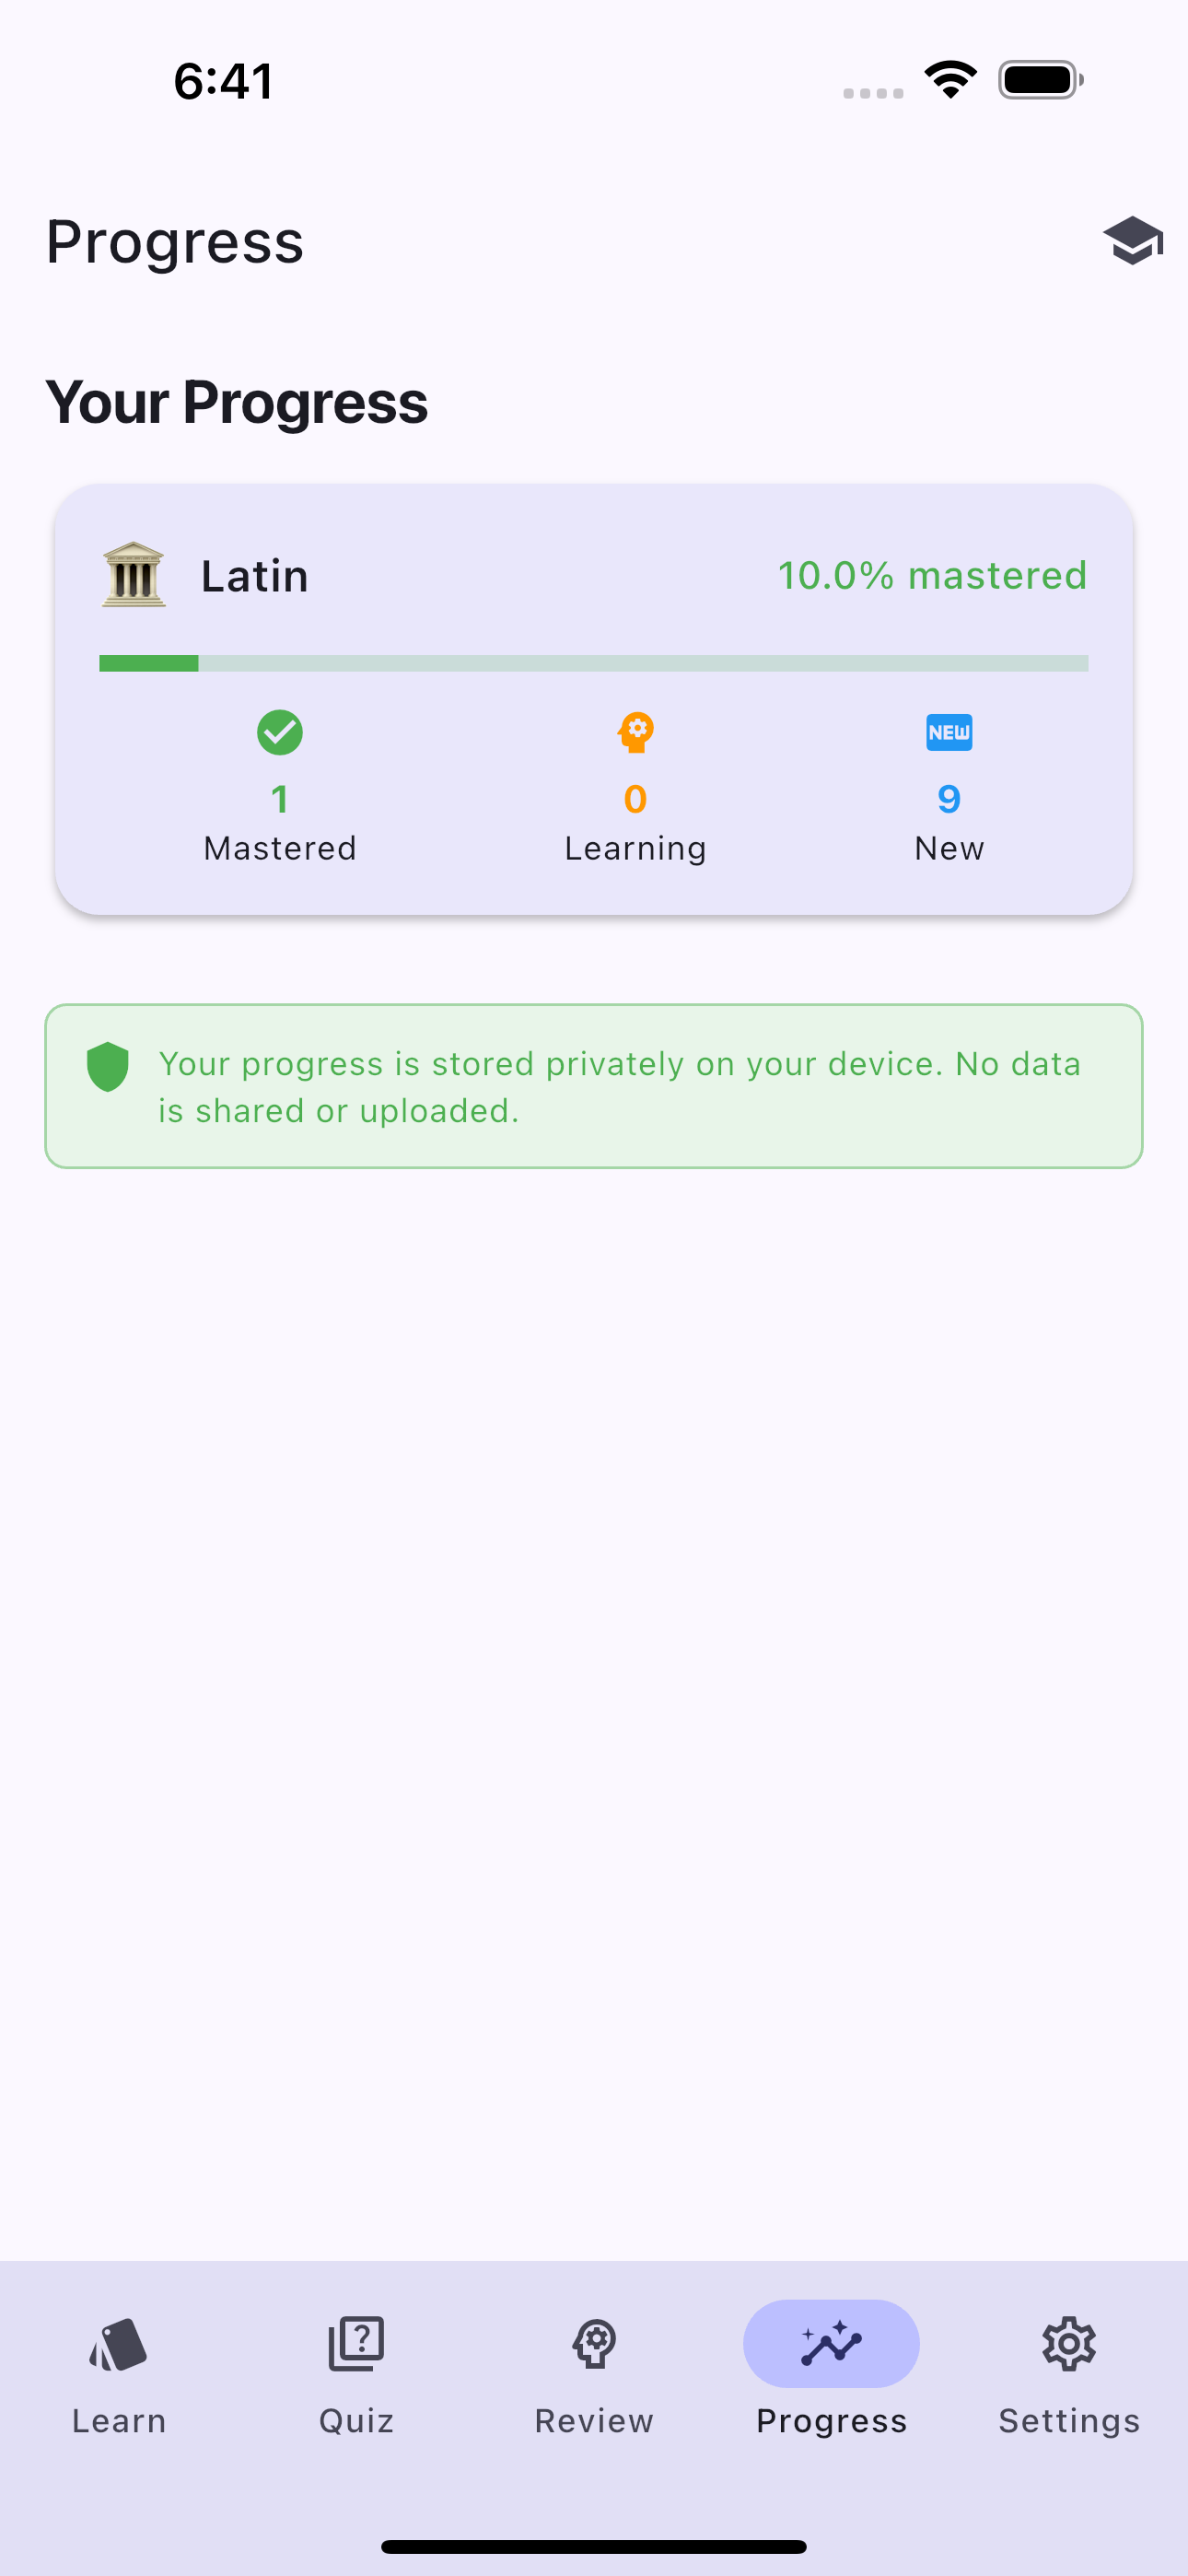 6:41
Progress
Your Progress
Latin 10.0% mastered
NEW
1 0 9
Mastered Learning New
Your progress is stored privately on your device. No data
is shared or uploaded.
?
Learn Quiz Review Progress Settings